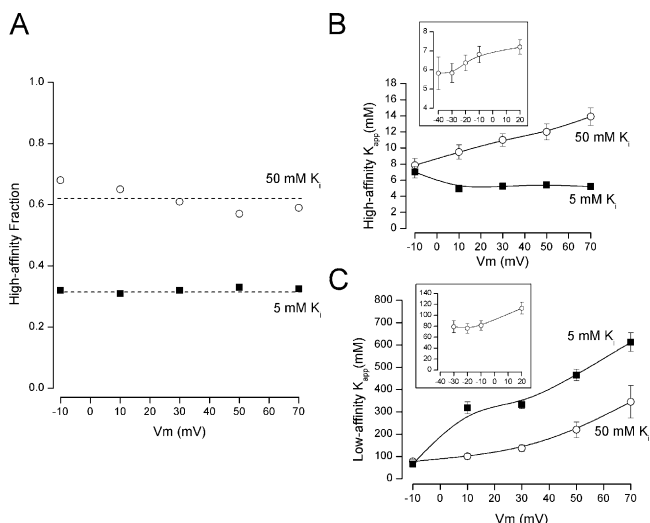 A
1.0
0.8
0.6
0.4
0.2
0.0
High-affinity Fraction
50 mM Ki
5 mM Ki
-10 0 10 20 30 40 50 60 70
Vm (mV)
B
18
16
14
12
10
8
6
4
2
0
High-affinity Kapp(mM)
8
7
6
5
4
-40 -30 -20 -10 0 10 20
50 mM Ki
5 mM Ki
-10 0 10 20 30 40 50 60 70
Vm (mV)
C
800
700
600
500
400
300
200
100
0
Low-affinity Kapp(mM)
140
120
100
80
60
40
20
0
-40 -30 -20 -10 0 10 20
5 mM Ki
50 mM Ki
-10 0 10 20 30 40 50 60 70
Vm (mV)